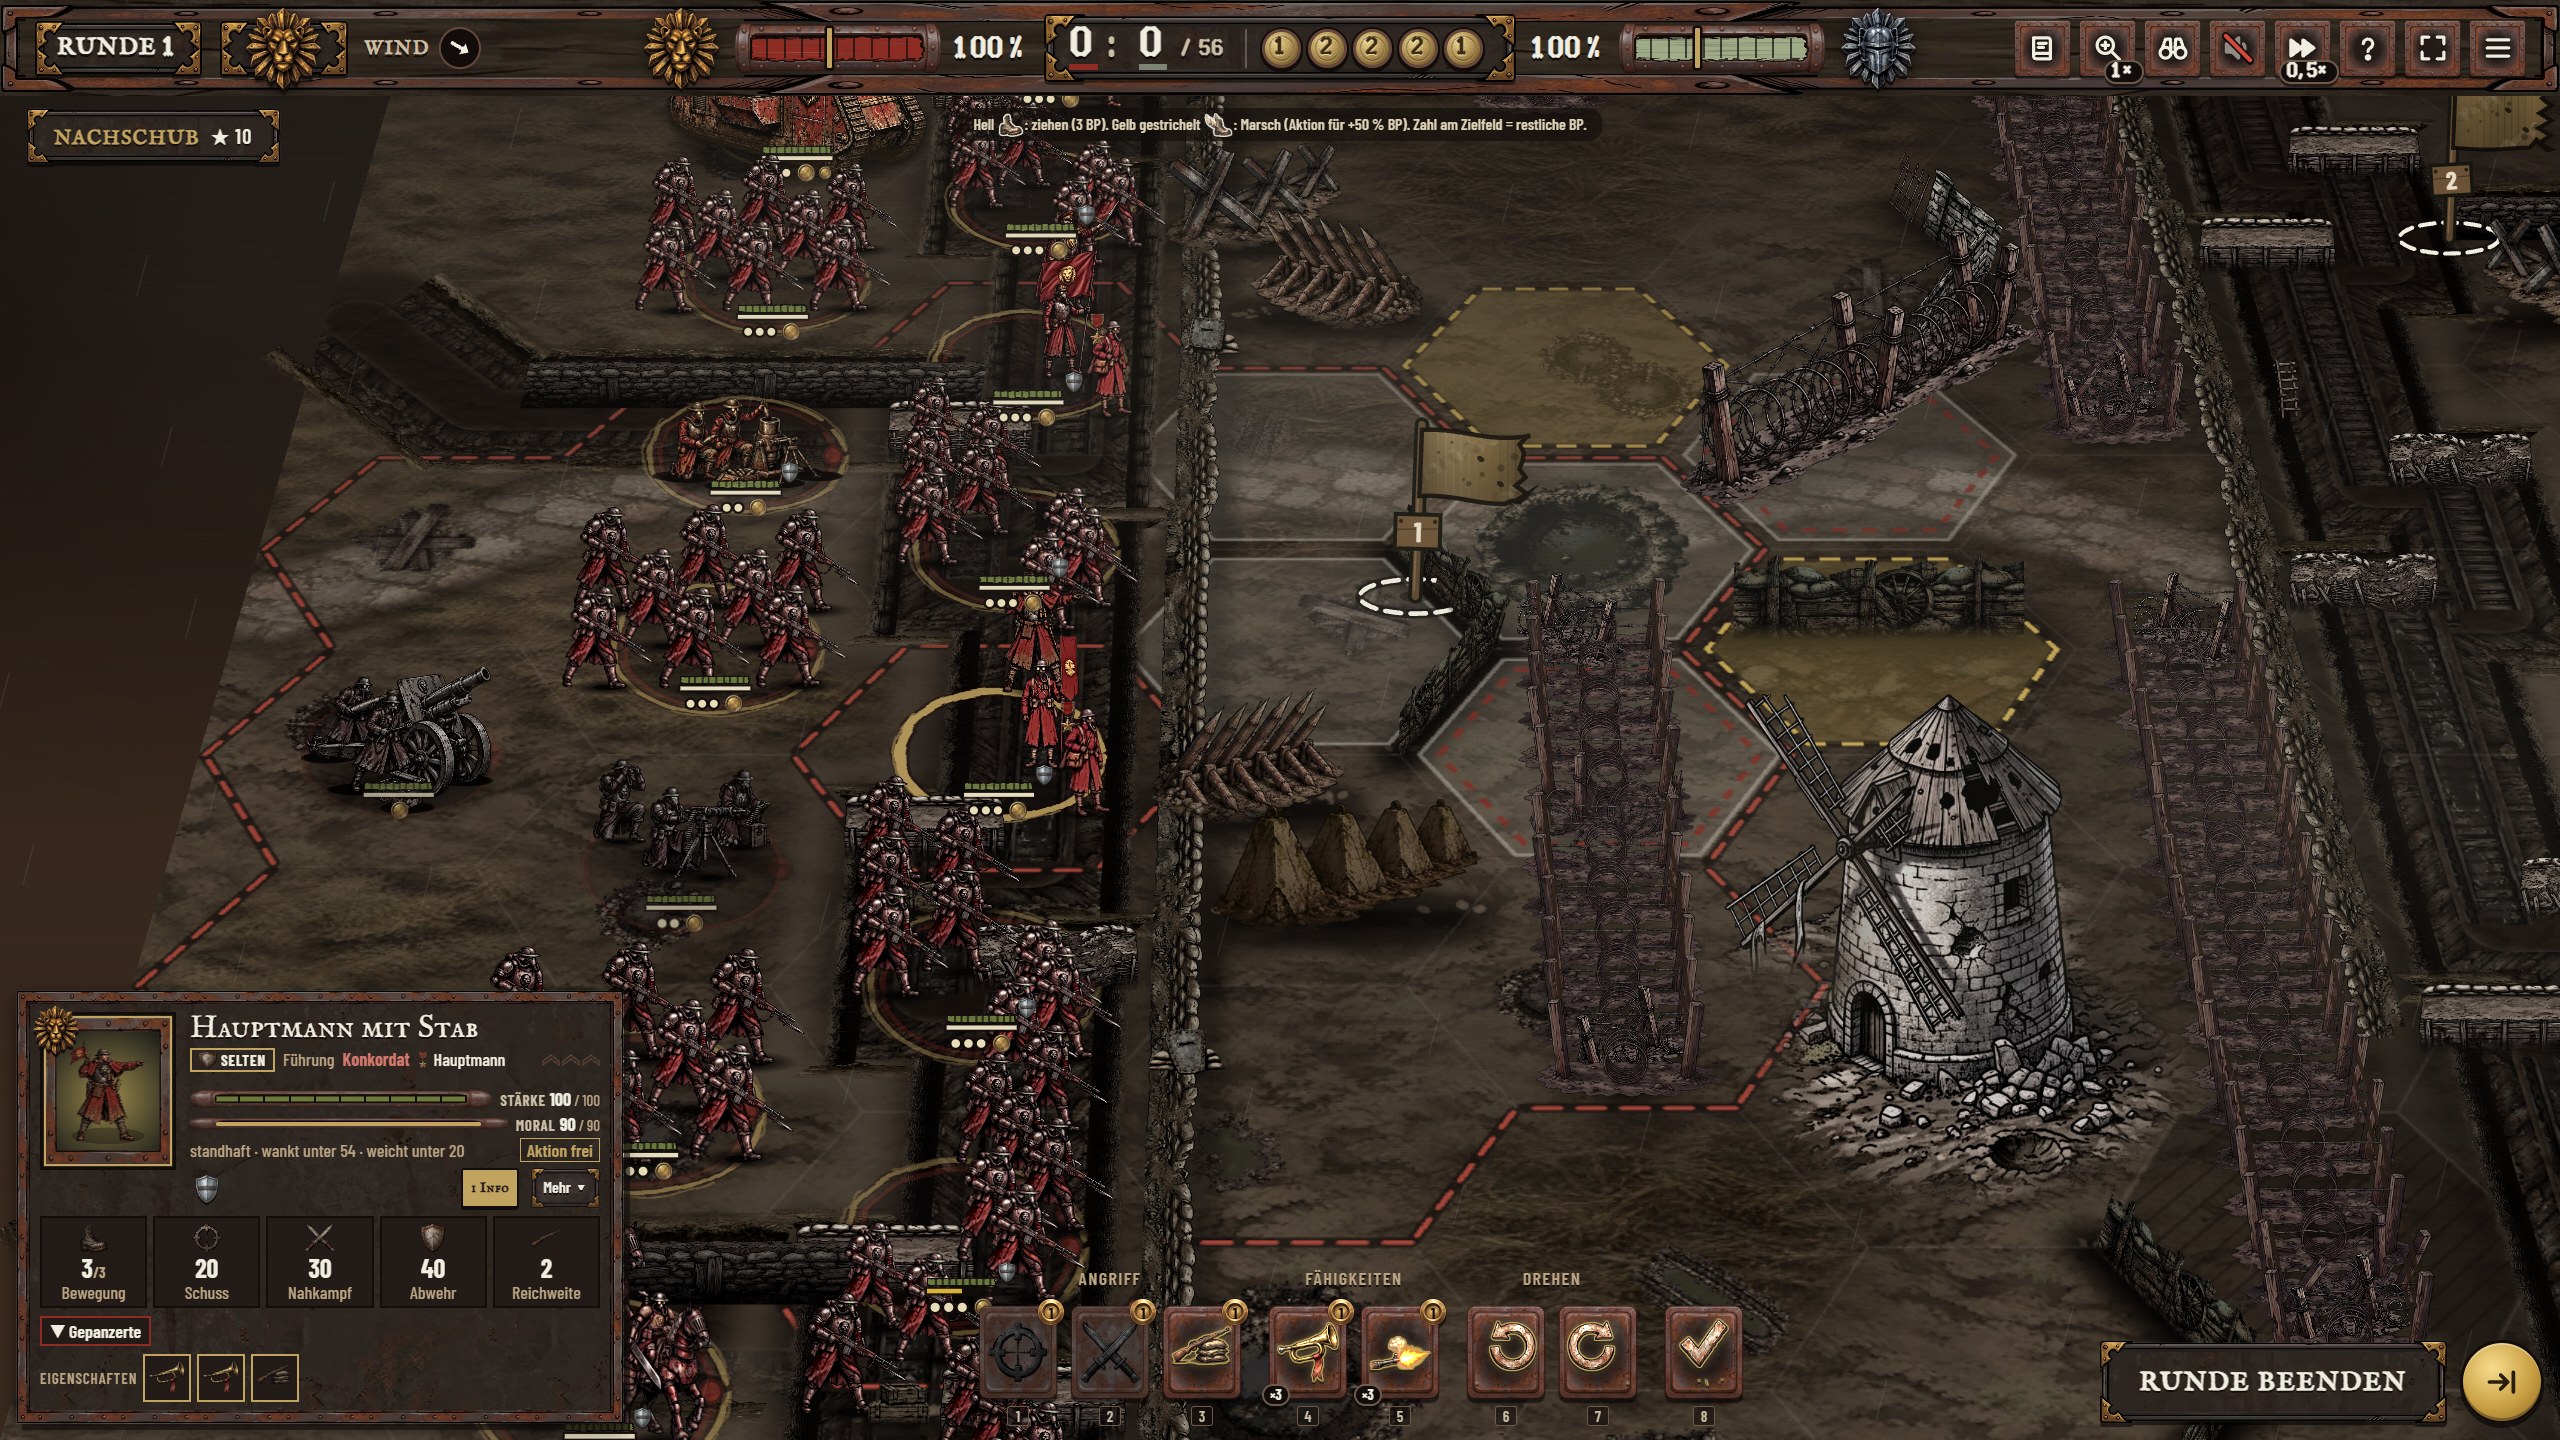 RUNDE 1
WIND
100 %
0 : 0 / 56
1 2 2 2 1
100 %
1×
0,5×
?
NACHSCHUB ★ 10
Hell : ziehen (3 BP). Gelb gestrichelt : Marsch (Aktion für +50 % BP). Zahl am Zielfeld = restliche BP.
2
1
HAUPTMANN MIT STAB
SELTEN Führung Konkordat Hauptmann
STÄRKE 100 / 100
MORAL 90 / 90
standhaft · wankt unter 54 · weicht unter 20
Aktion frei
1 INFO
Mehr ▾
3/3 20 30 40 2
Bewegung Schuss Nahkampf Abwehr Reichweite
▼ Gepanzerte
EIGENSCHAFTEN
ANGRIFF FÄHIGKEITEN DREHEN
1 1 1 1 1
×3 ×3
1 2 3 4 5 6 7 8
RUNDE BEENDEN